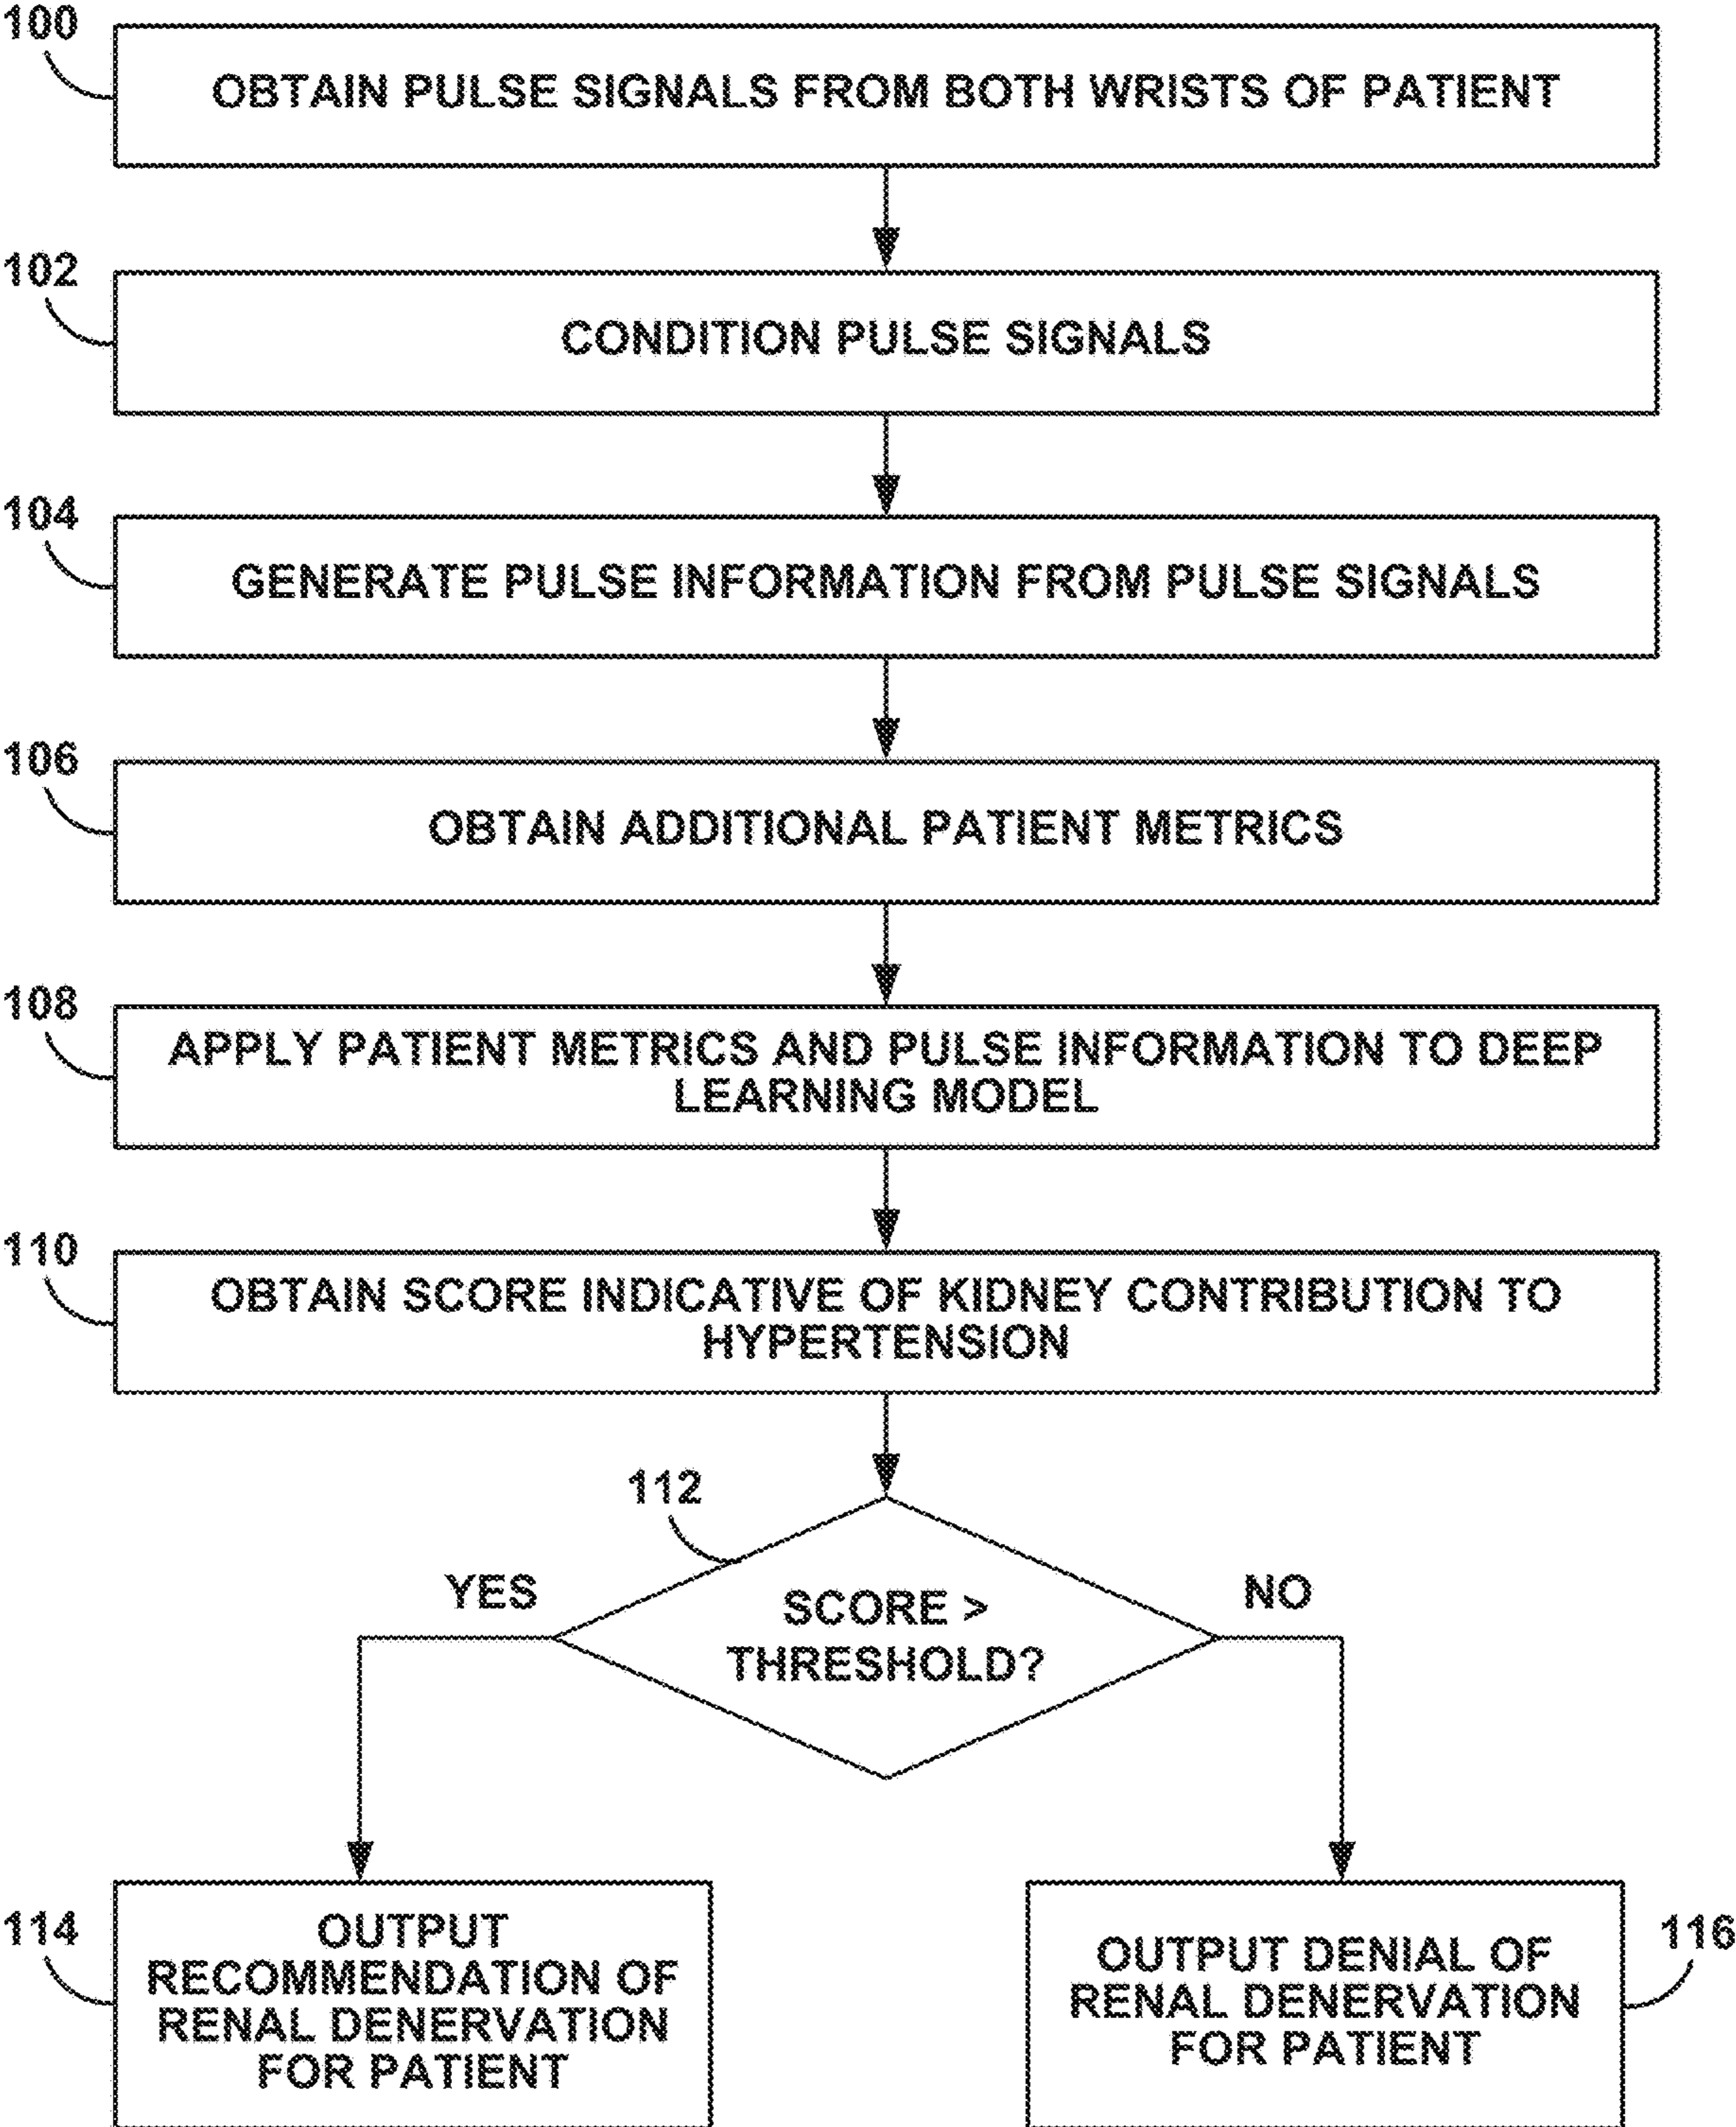 100
OBTAIN PULSE SIGNALS FROM BOTH WRISTS OF PATIENT
102
CONDITION PULSE SIGNALS
104
GENERATE PULSE INFORMATION FROM PULSE SIGNALS
106
OBTAIN ADDITIONAL PATIENT METRICS
108
APPLY PATIENT METRICS AND PULSE INFORMATION TO DEEP
LEARNING MODEL
110
OBTAIN SCORE INDICATIVE OF KIDNEY CONTRIBUTION TO
HYPERTENSION
112
YES
SCORE >
THRESHOLD?
NO
114
OUTPUT
RECOMMENDATION OF
RENAL DENERVATION
FOR PATIENT
OUTPUT DENIAL OF
RENAL DENERVATION
FOR PATIENT
116